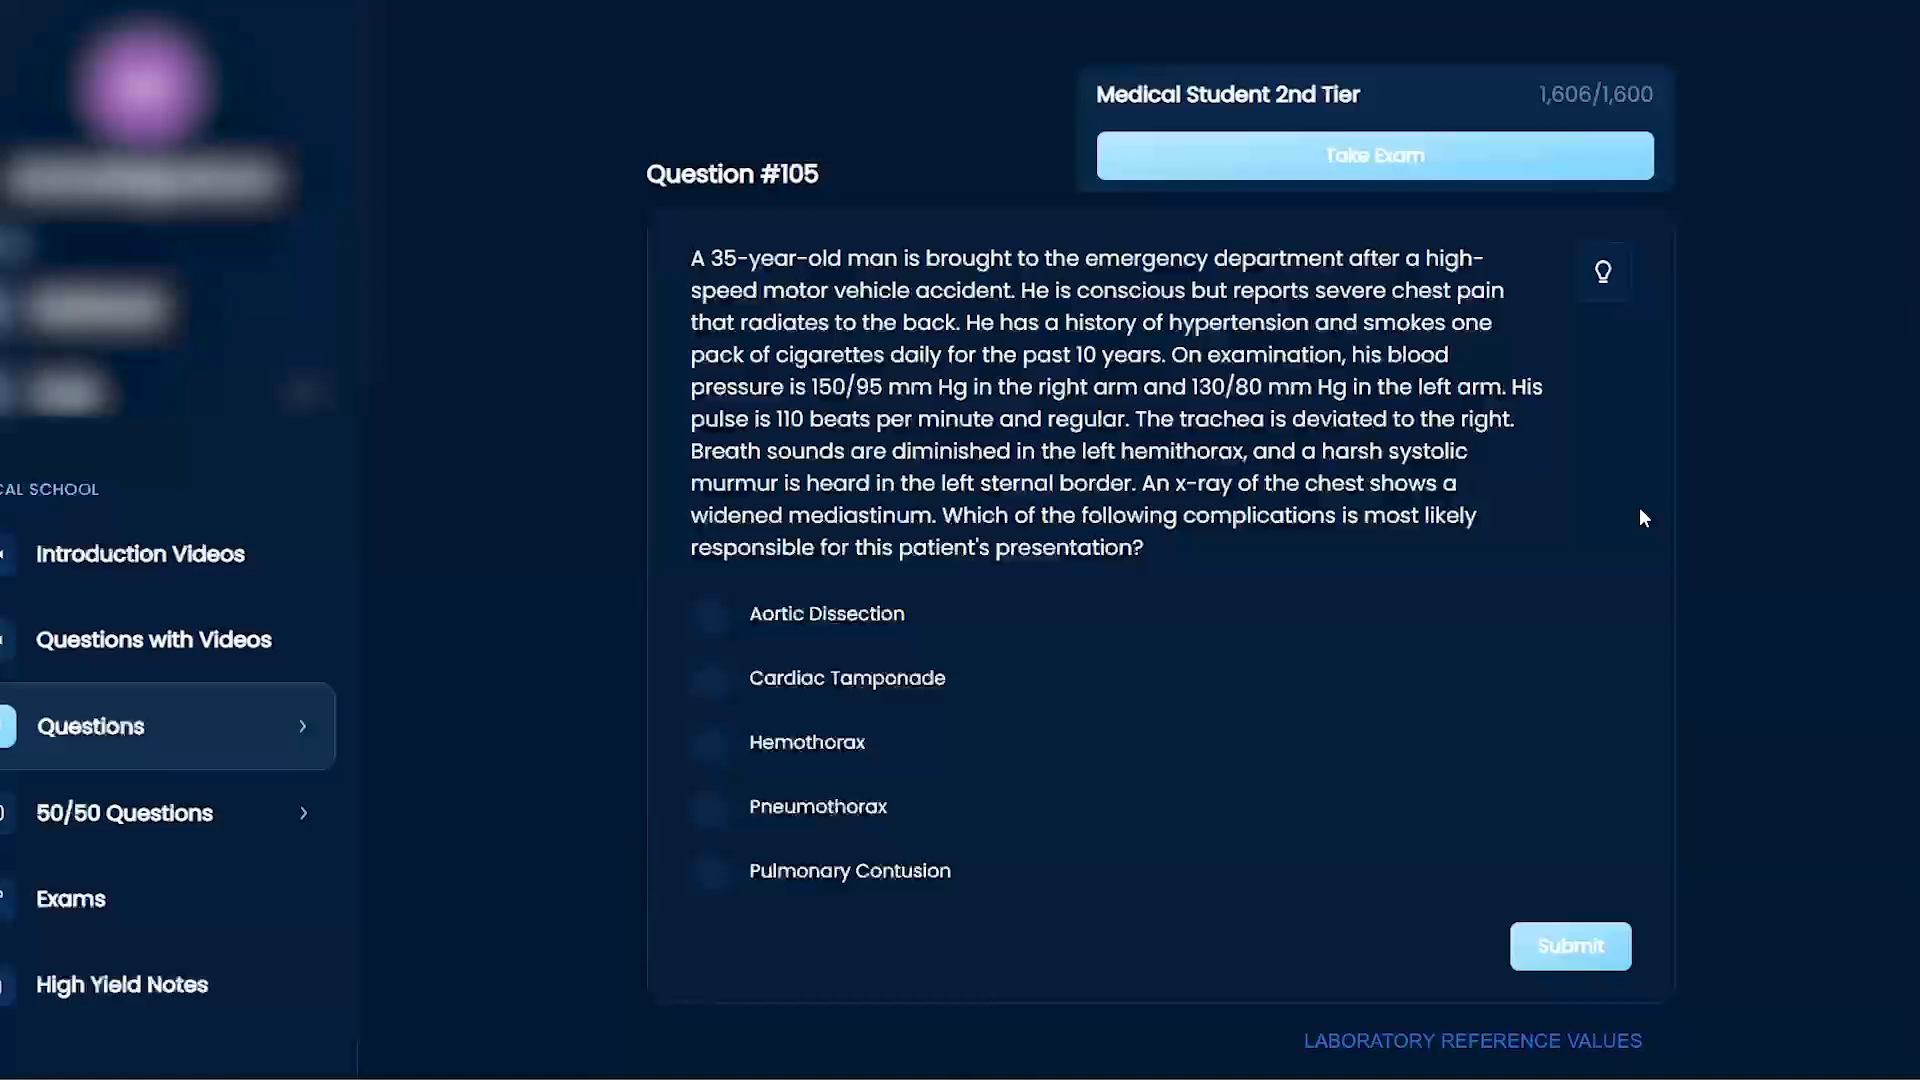 Medical Student 2nd Tier
1,606/1,600
Take Exam
Question #105
A 35-year-old man is brought to the emergency department after a high-
speed motor vehicle accident. He is conscious but reports severe chest pain
that radiates to the back. He has a history of hypertension and smokes one
pack of cigarettes daily for the past 10 years. On examination, his blood
pressure is 150/95 mm Hg in the right arm and 130/80 mm Hg in the left arm. His
pulse is 110 beats per minute and regular. The trachea is deviated to the right.
Breath sounds are diminished in the left hemithorax, and a harsh systolic
murmur is heard in the left sternal border. An x-ray of the chest shows a
widened mediastinum. Which of the following complications is most likely
responsible for this patient's presentation?
Aortic Dissection
Cardiac Tamponade
Hemothorax
Pneumothorax
Pulmonary Contusion
Submit
LABORATORY REFERENCE VALUES
CAL SCHOOL
Introduction Videos
Questions with Videos
Questions
50/50 Questions
Exams
High Yield Notes